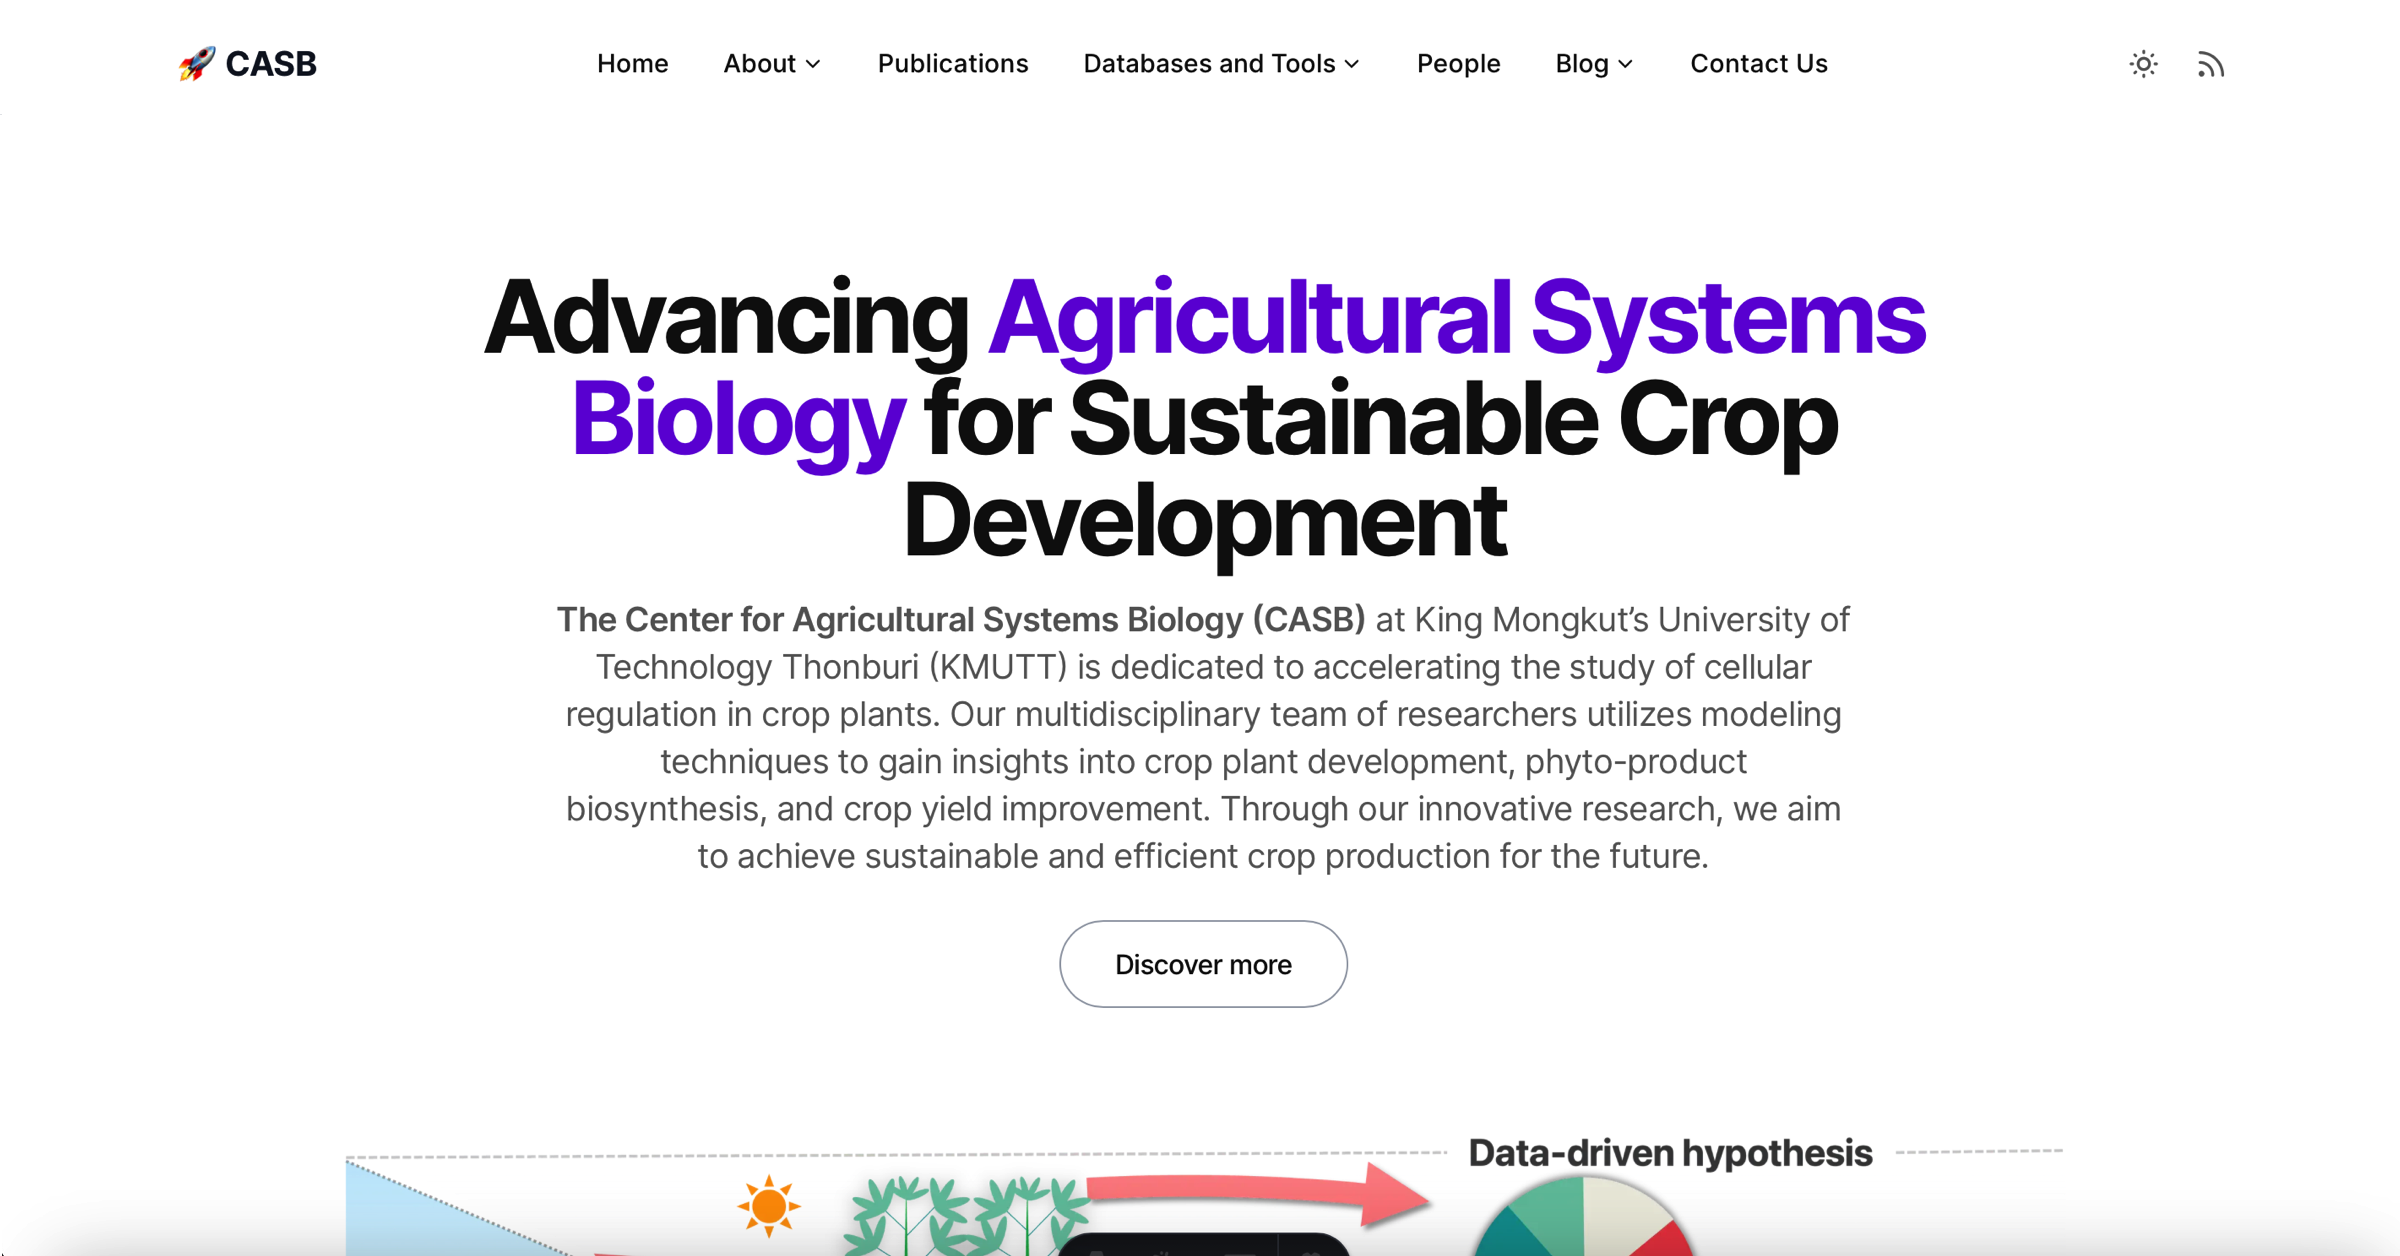 CASB
Home About Publications Databases and Tools People Blog Contact Us
Advancing Agricultural Systems
Biology for Sustainable Crop
Development
The Center for Agricultural Systems Biology (CASB) at King Mongkut’s University of
Technology Thonburi (KMUTT) is dedicated to accelerating the study of cellular
regulation in crop plants. Our multidisciplinary team of researchers utilizes modeling
techniques to gain insights into crop plant development, phyto-product
biosynthesis, and crop yield improvement. Through our innovative research, we aim
to achieve sustainable and efficient crop production for the future.
Discover more
Data-driven hypothesis